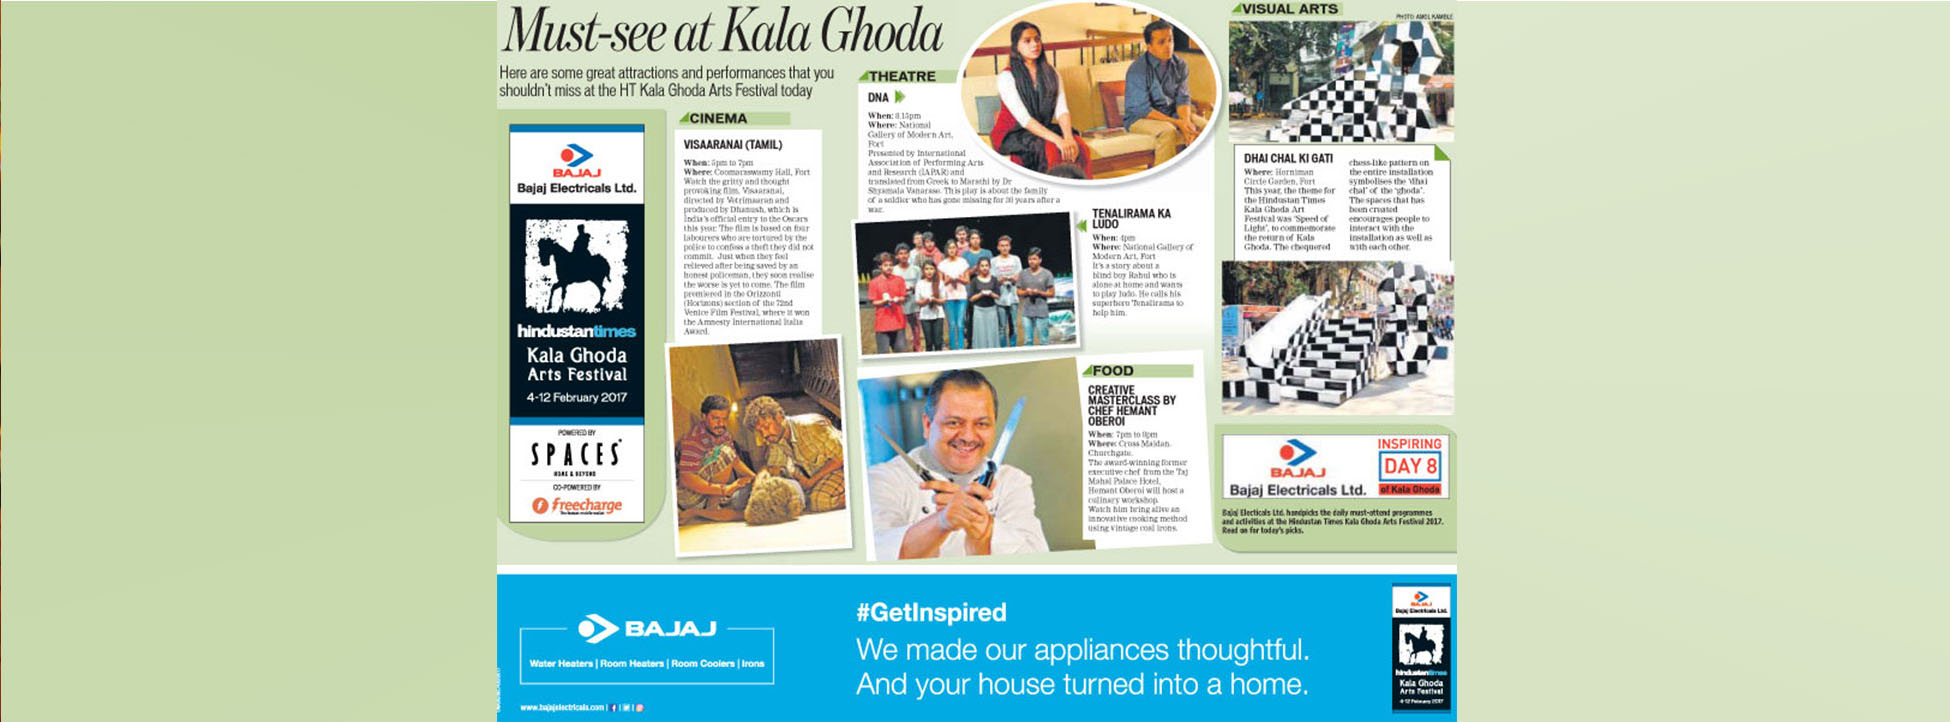 Must-see at Kala Ghoda
Here are some great attractions and performances that you
shouldn't miss at the HT Kala Ghoda Arts Festival today
BAJAJ
Bajaj Electricals Ltd.
hindustantimes
Kala Ghoda
Arts Festival
4-12 February 2017
POWERED BY
SPACES
HOME & BEYOND
CO-POWERED BY
freecharge
CINEMA
VISAARANAI (TAMIL)
When: 5pm to 7pm
Where: Coomaraswamy Hall, Fort
Watch the gritty and thought
provoking film, Visaaranai,
directed by Vetrimaaran and
produced by Dhanush, which is
India's official entry to the Oscars
this year. The film is based on four
labourers who are tortured by the
police to confess a theft they did not
commit. Just when they feel
relieved after being saved by an
honest policeman, they soon realise
the worse is yet to come. The film
premiered in the Orizzonti
(Horizons) section of the 72nd
Venice Film Festival, where it won
the Amnesty International Italia
Award.
THEATRE
DNA
When: 8.15pm
Where: National
Gallery of Modern Art,
Fort
Presented by International
Association of Performing Arts
and Research (IAPAR) and
translated from Greek to Marathi by Dr
Shyamala Vanarase. This play is about the family
of a soldier who has gone missing for 30 years after a
war.
TENALIRAMA KA
LUDO
When: 4pm
Where: National Gallery of
Modern Art, Fort
It's a story about a
blind boy Rahul who is
alone at home and wants
to play ludo. He calls his
superhero Tenalirama to
help him.
FOOD
CREATIVE
MASTERCLASS BY
CHEF HEMANT
OBEROI
When: 7pm to 8pm
Where: Cross Maidan,
Churchgate.
The award-winning former
executive chef from the Taj
Mahal Palace Hotel,
Hemant Oberoi will host a
culinary workshop.
Watch him bring alive an
innovative cooking method
using vintage coal irons.
VISUAL ARTS
PHOTO: AMOL KAMBLE
DHAI CHAL KI GATI
Where: Horniman
Circle Garden, Fort
This year, the theme for
the Hindustan Times
Kala Ghoda Art
Festival was 'Speed of
Light', to commemorate
the return of Kala
Ghoda. The chequered
chess-like pattern on
the entire installation
symbolises the 'dhai
chal' of the 'ghoda'.
The spaces that has
been created
encourages people to
interact with the
installation as well as
with each other.
BAJAJ
Bajaj Electricals Ltd.
INSPIRING
DAY 8
of Kala Ghoda
Bajaj Electicals Ltd. handpicks the daily must-attend programmes
and activities at the Hindustan Times Kala Ghoda Arts Festival 2017.
Read on for today's picks.
BAJAJ
Water Heaters | Room Heaters | Room Coolers | Irons
www.bajajelectricals.com
#GetInspired
We made our appliances thoughtful.
And your house turned into a home.
BAJAJ
Bajaj Electricals Ltd.
hindustantimes
Kala Ghoda
Arts Festival
4-12 February 2017